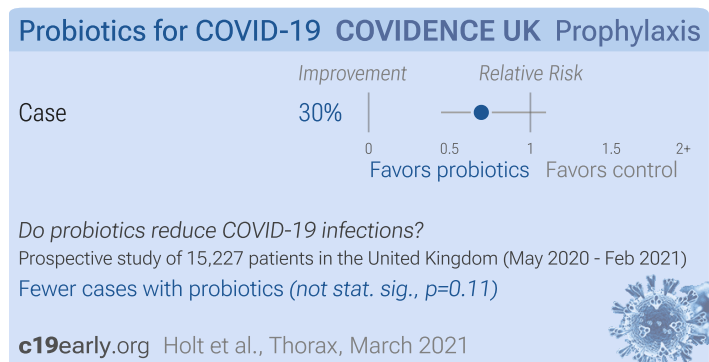 Probiotics for COVID-19 COVIDENCE UK Prophylaxis
Improvement Relative Risk
Case 30%
0 0.5 1 1.5 2+
Favors probiotics Favors control
Do probiotics reduce COVID-19 infections?
Prospective study of 15,227 patients in the United Kingdom (May 2020 - Feb 2021)
Fewer cases with probiotics (not stat. sig., p=0.11)
c19early.org Holt et al., Thorax, March 2021